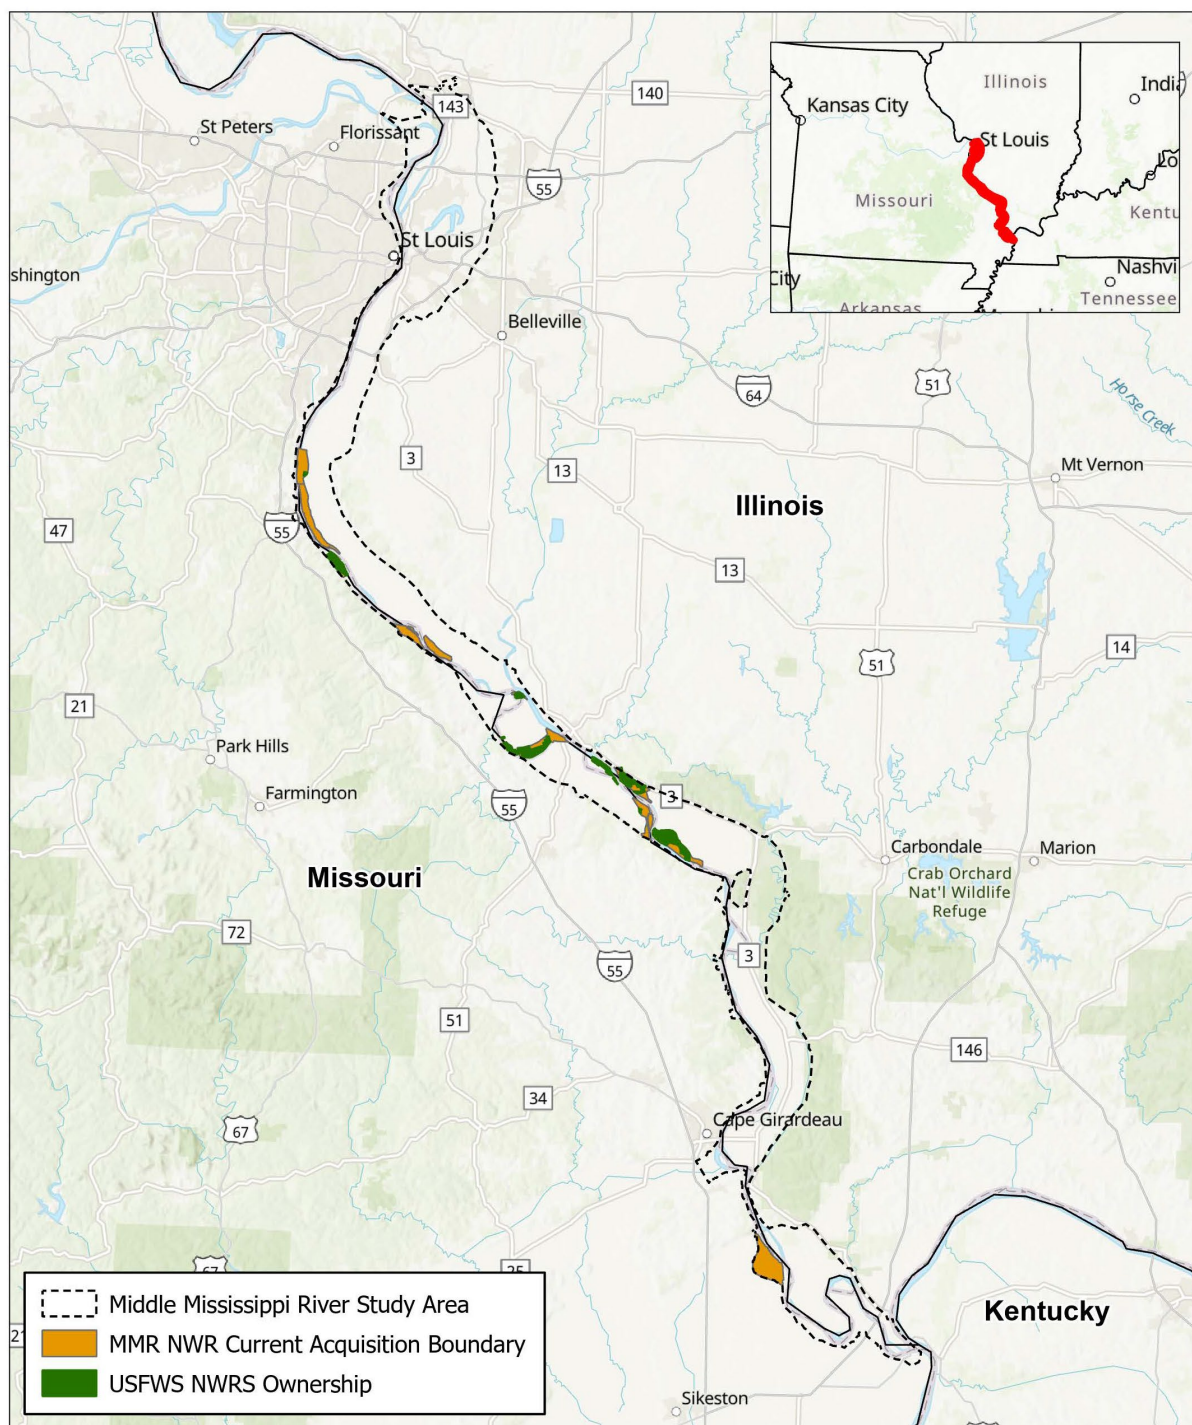 143
140
St Peters
Florissant
55
St Louis
shington
Belleville
Illinois
Kansas City
St Louis
Missouri
Nashvi
City
Tennessee
Arkansas
51
64
Horse Creek
3
13
Mt Vernon
Illinois
47
55
13
14
51
21
Park Hills
Farmington
55
3
Missouri
Carbondale
Marion
Crab Orchard
Nat'l Wildlife
Refuge
72
3
55
51
146
34
67
Cape Girardeau
67
25
Kentucky
Middle Mississippi River Study Area
MMR NWR Current Acquisition Boundary
USFWS NWRS Ownership
Sikeston